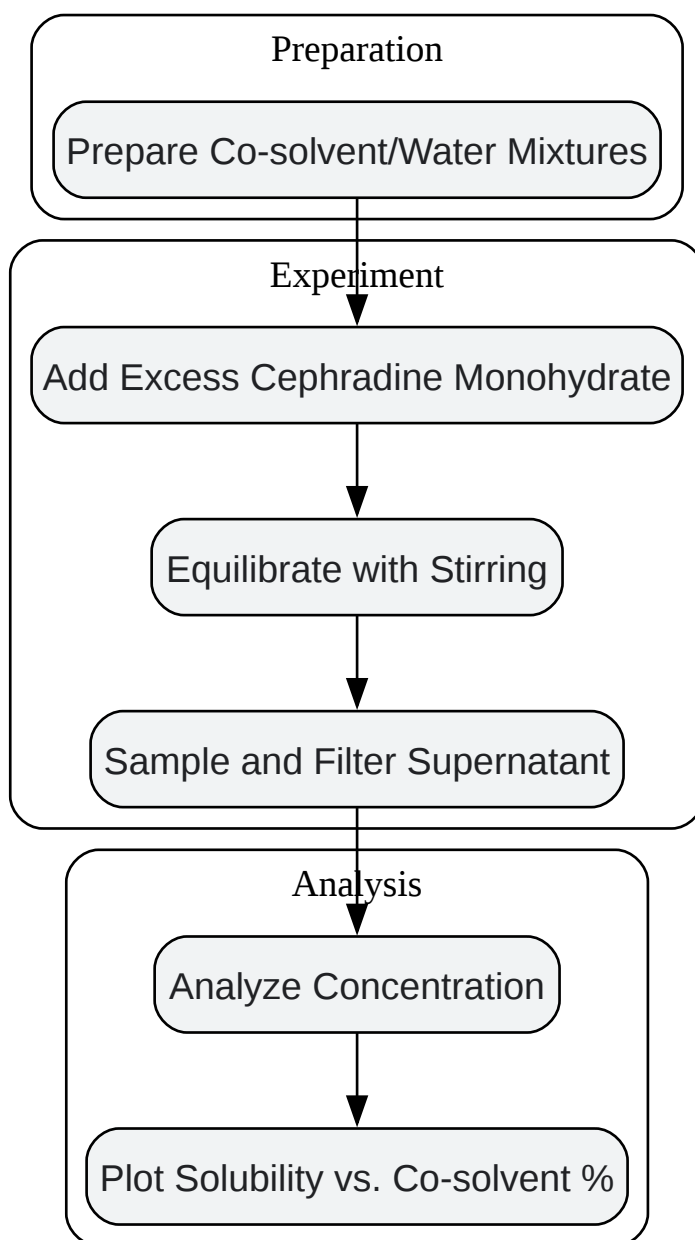 Preparation
Prepare Co-solvent/Water Mixtures
Experiment
Add Excess Cephradine Monohydrate
Equilibrate with Stirring
Sample and Filter Supernatant
Analysis
Analyze Concentration
Plot Solubility vs. Co-solvent %